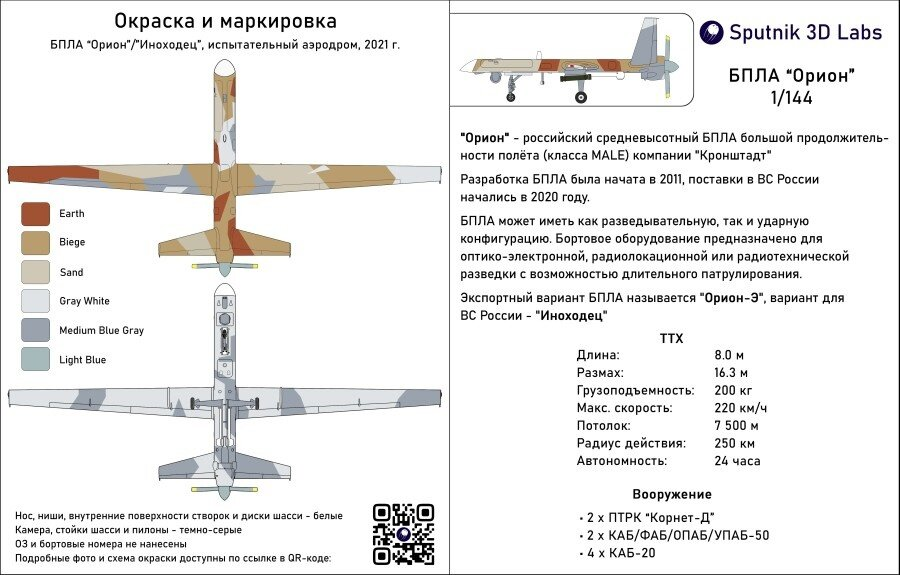 Окраска и маркировка
БПЛА “Орион”/”Иноходец”, испытательный аэродром, 2021 г.
Earth
Biege
Sand
Gray White
Medium Blue Gray
Light Blue
Нос, ниши, внутренние поверхности створок и диски шасси - белые
Камера, стойки шасси и пилоны - темно-серые
ОЗ и бортовые номера не нанесены
Подробные фото и схема окраски доступны по ссылке в QR-коде:
Sputnik 3D Labs
БПЛА “Орион”
1/144
"Орион" - российский средневысотный БПЛА большой продолжитель-
ности полёта (класса MALE) компании "Кронштадт"
Разработка БПЛА была начата в 2011, поставки в ВС России
начались в 2020 году.
БПЛА может иметь как разведывательную, так и ударную
конфигурацию. Бортовое оборудование предназначено для
оптико-электронной, радиолокационной или радиотехнической
разведки с возможностью длительного патрулирования.
Экспортный вариант БПЛА называется "Орион-Э", вариант для
ВС России - "Иноходец"
ТТХ
Длина: 8.0 м
Размах: 16.3 м
Грузоподъемность: 200 кг
Макс. скорость: 220 км/ч
Потолок: 7 500 м
Радиус действия: 250 км
Автономность: 24 часа
Вооружение
• 2 х ПТРК “Корнет-Д”
• 2 х КАБ/ФАБ/ОПАБ/УПАБ-50
• 4 х КАБ-20